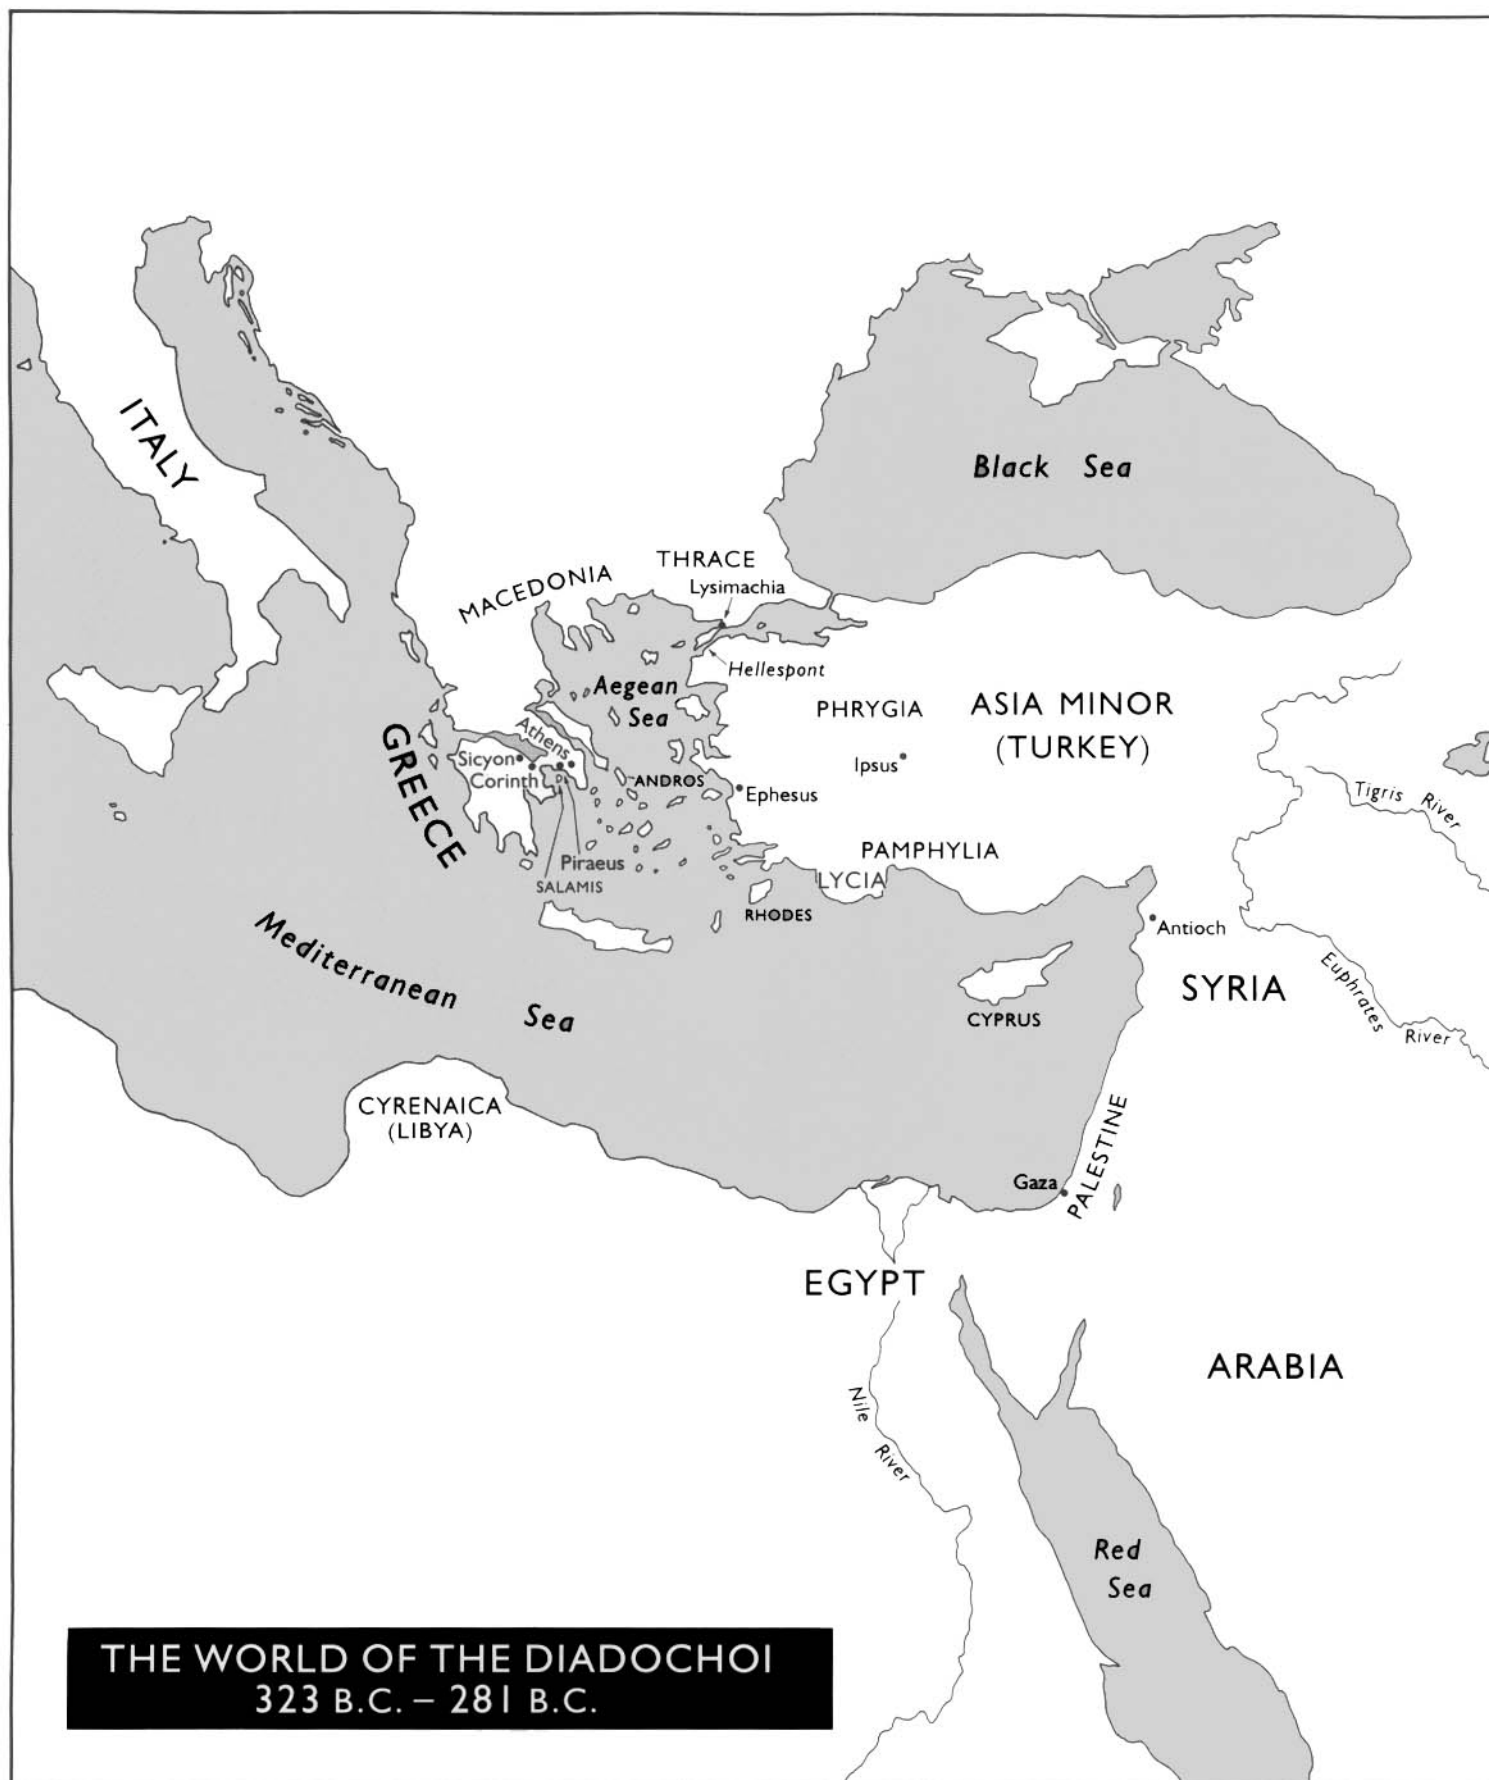 ITALY
Black Sea
THRACE
MACEDONIA
Lysimachia
Hellespont
Aegean
Sea
PHRYGIA
ASIA MINOR
(TURKEY)
GREECE
Athens
Sicyon
Corinth
Ipsus
ANDROS
Ephesus
Tigris River
PAMPHYLIA
Piraeus
SALAMIS
LYCIA
RHODES
Antioch
Mediterranean Sea
SYRIA
Euphrates River
CYPRUS
CYRENAICA
(LIBYA)
PALESTINE
Gaza
EGYPT
ARABIA
Nile River
Red
Sea
THE WORLD OF THE DIADOCHOI
323 B.C. – 281 B.C.